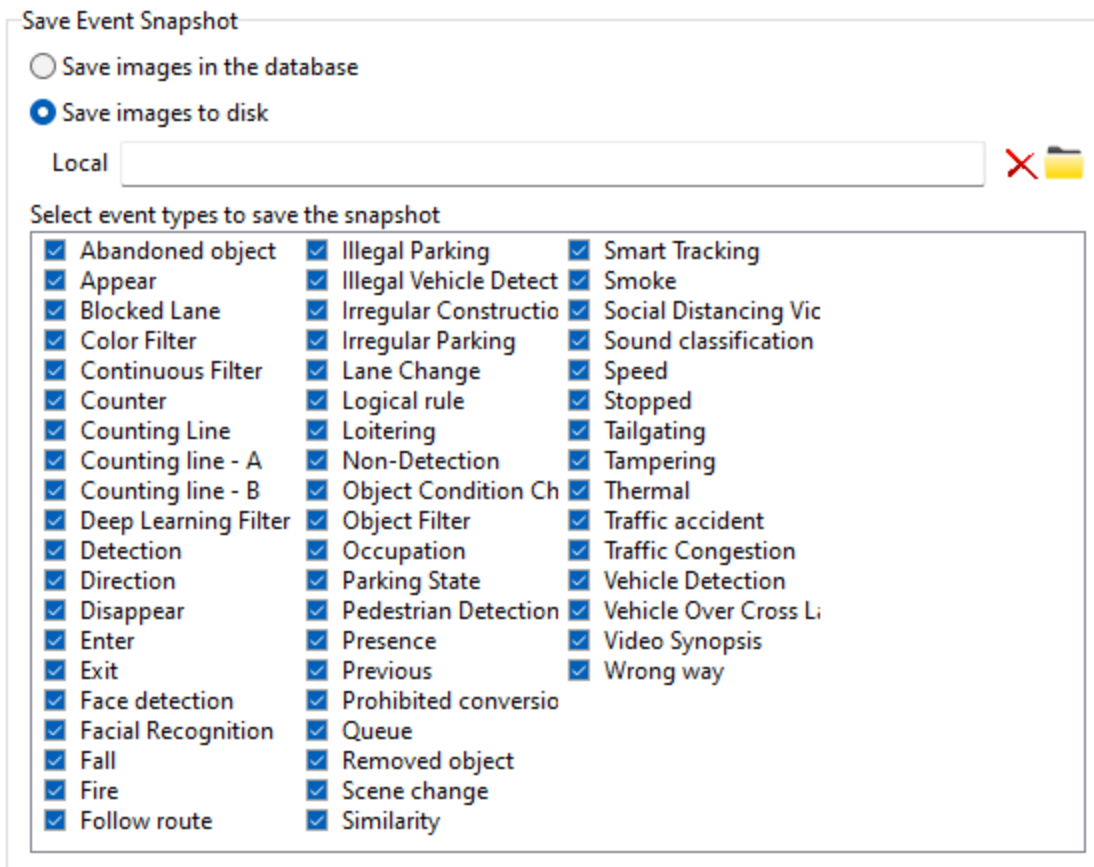 Save Event Snapshot
Save images in the database
Save images to disk
Local
Select event types to save the snapshot
Abandoned object
Appear
Blocked Lane
Color Filter
Continuous Filter
Counter
Counting Line
Counting line - A
Counting line - B
Deep Learning Filter
Detection
Direction
Disappear
Enter
Exit
Face detection
Facial Recognition
Fall
Fire
Follow route
Illegal Parking
Illegal Vehicle Detect
Irregular Constructio
Irregular Parking
Lane Change
Logical rule
Loitering
Non-Detection
Object Condition Ch
Object Filter
Occupation
Parking State
Pedestrian Detection
Presence
Previous
Prohibited conversio
Queue
Removed object
Scene change
Similarity
Smart Tracking
Smoke
Social Distancing Vic
Sound classification
Speed
Stopped
Tailgating
Tampering
Thermal
Traffic accident
Traffic Congestion
Vehicle Detection
Vehicle Over Cross La
Video Synopsis
Wrong way